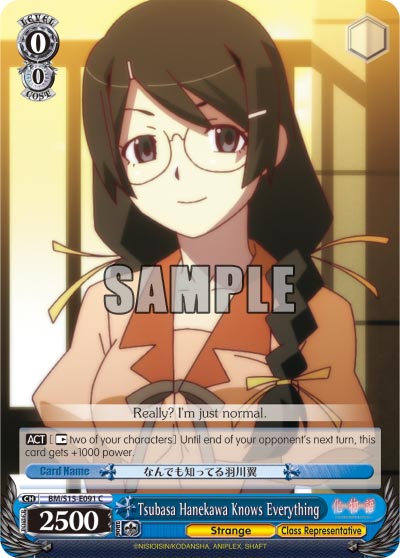 LEVEL
0
0
COST
SAMPLE
Really? I'm just normal.
ACT [ two of your characters] Until end of your opponent's next turn, this
card gets +1000 power.
Card Name なんでも知ってる羽川翼
CH BM/S15-E091 C
2500
Tsubasa Hanekawa Knows Everything
化物語
Strange
Class Representative
©NISIOISIN/KODANSHA, ANIPLEX, SHAFT